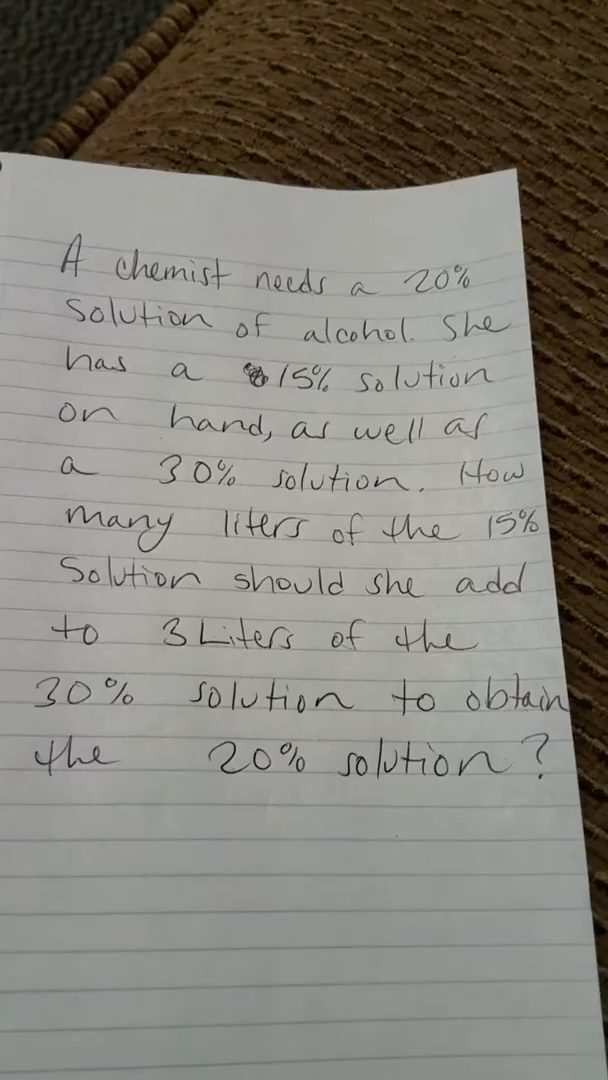 A chemist needs a 20%
solution of alcohol. She
has a 15% solution
on hand, as well as
a 30% solution. How
many liters of the 15%
solution should she add
to 3 Liters of the
30% solution to obtain
the 20% solution?